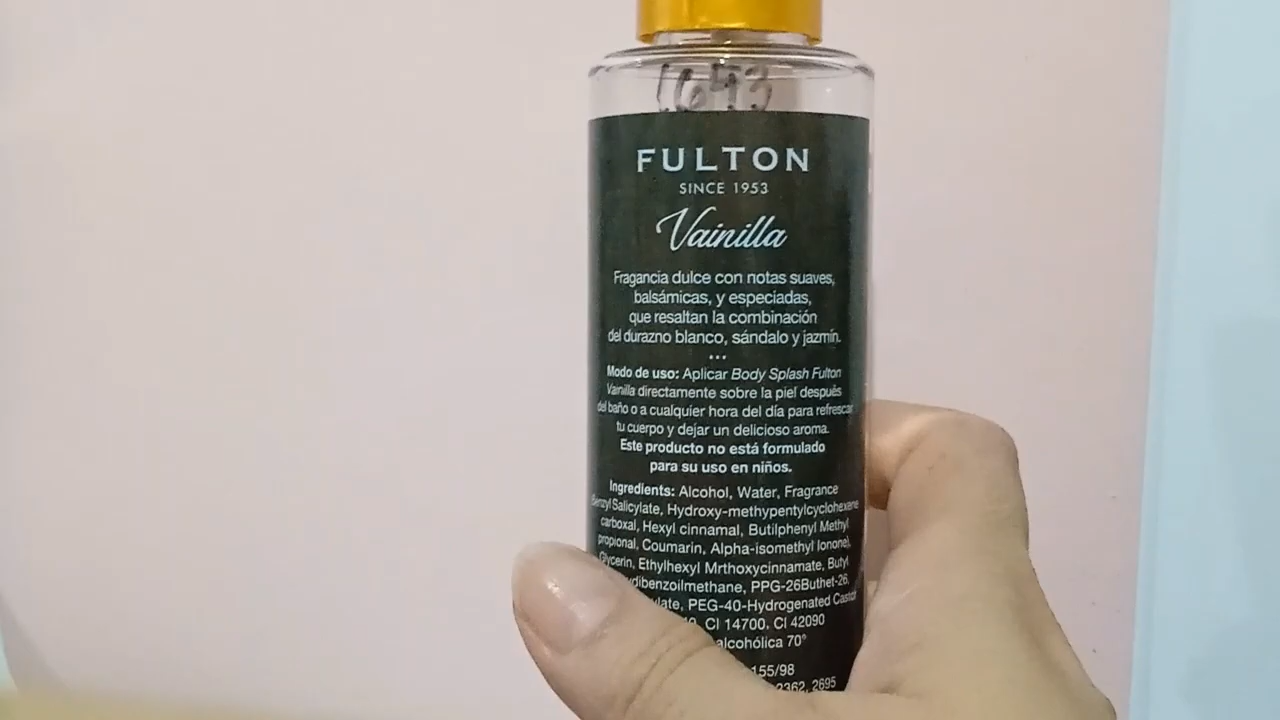 1653
FULTON
SINCE 1953
Vainilla
Fragancia dulce con notas suaves,
balsámicas, y especiadas,
que resaltan la combinación
del durazno blanco, sándalo y jazmín.
...
Modo de uso: Aplicar Body Splash Fulton
Vainilla directamente sobre la piel después
del baño o a cualquier hora del día para refrescar
tu cuerpo y dejar un delicioso aroma.
Este producto no está formulado
para su uso en niños.
Ingredients: Alcohol, Water, Fragrance
Benzyl Salicylate, Hydroxy-methypentylcyclohexene
carboxal, Hexyl cinnamal, Butilphenyl Methyl
propional, Coumarin, Alpha-isomethyl Ionone),
Glycerin, Ethylhexyl Mrthoxycinnamate, Butyl
PPG-26Buthet-26,
PEG-40-Hydrogenated Castor
CI 14700. CI 42090
alcohólica 70°
155/98
2362, 2695